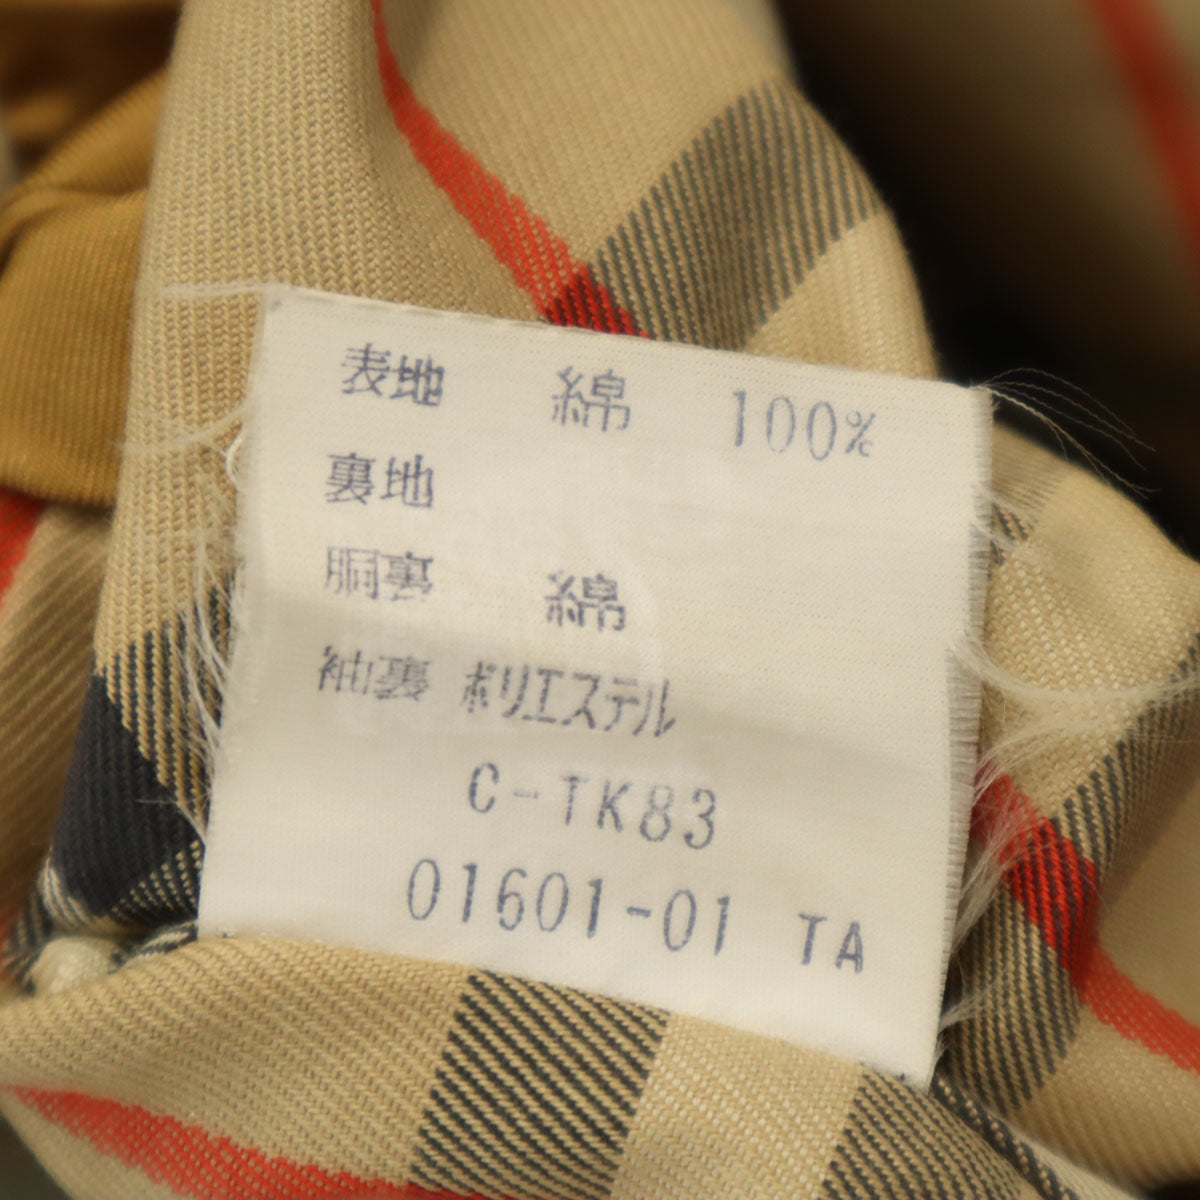 表地 綿 100%
裏地
胴裏 綿
袖裏 ポリエステル
C-TK83
01601-01 TA